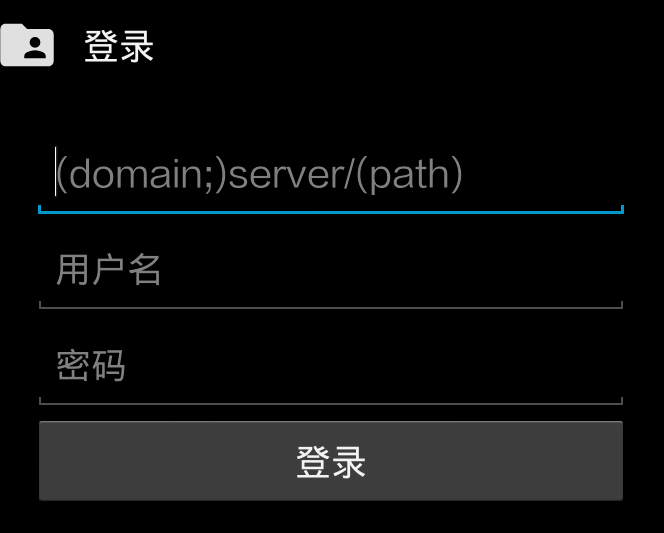 登录
(domain;)server/(path)
用户名
密码
登录